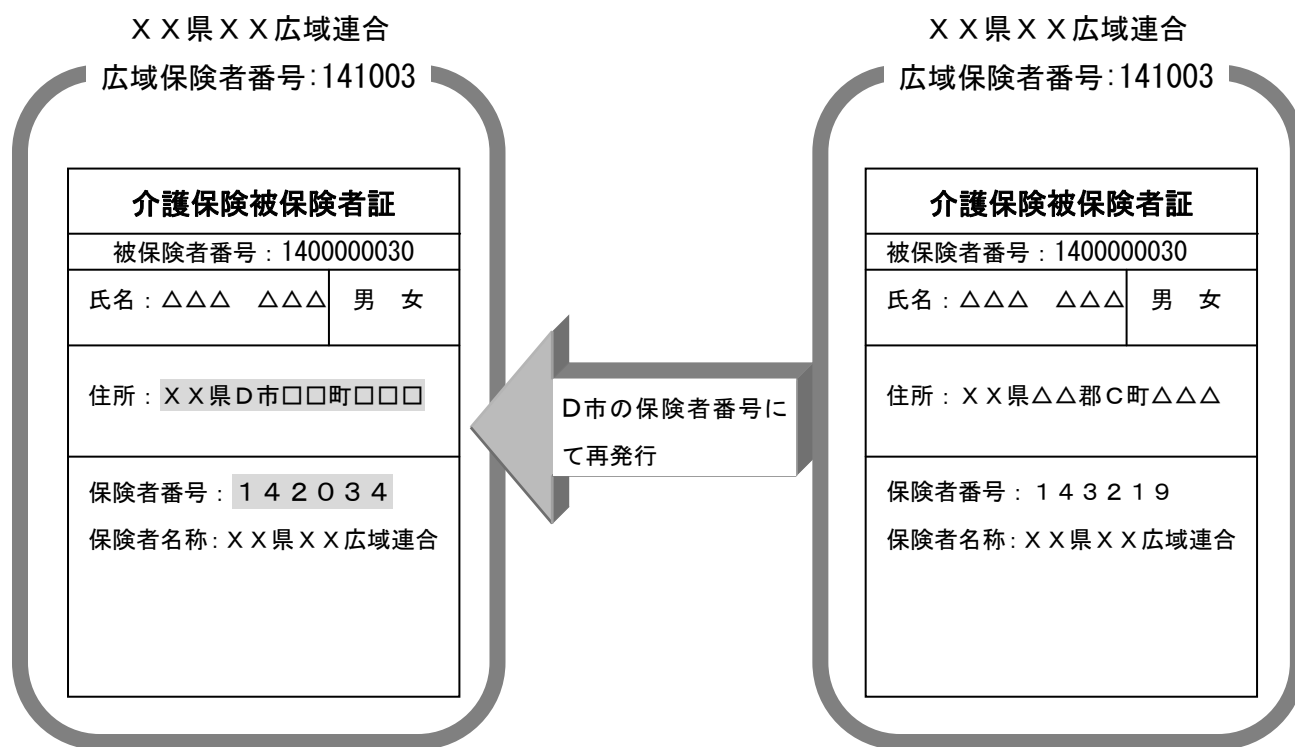 ＸＸ県ＸＸ広域連合
広域保険者番号：141003
介護保険被保険者証
被保険者番号：1400000030
氏名：△△△　△△△
男　女
住所：ＸＸ県Ｄ市□□町□□□
保険者番号：１４２０３４
保険者名称：ＸＸ県ＸＸ広域連合
Ｄ市の保険者番号に
て再発行
ＸＸ県ＸＸ広域連合
広域保険者番号：141003
介護保険被保険者証
被保険者番号：1400000030
氏名：△△△　△△△
男　女
住所：ＸＸ県△△郡Ｃ町△△△
保険者番号：１４３２１９
保険者名称：ＸＸ県ＸＸ広域連合